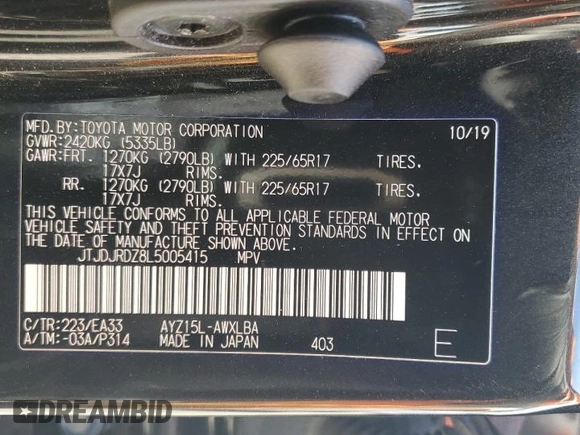 MFD.BY:TOYOTA MOTOR CORPORATION 10/19
GVWR:2420KG (5335LB)
GAWR:FRT. 1270KG (2790LB) WITH 225/65R17 TIRES.
17X7J RIMS.
RR. 1270KG (2790LB) WITH 225/65R17 TIRES.
17X7J RIMS.
THIS VEHICLE CONFORMS TO ALL APPLICABLE FEDERAL MOTOR
VEHICLE SAFETY AND THEFT PREVENTION STANDARDS IN EFFECT ON
THE DATE OF MANUFACTURE SHOWN ABOVE.
JTJDJRDZ8L5005415 MPV
C/TR:223/EA33 AYZ15L-AWXLBA
A/TM:-03A/P314 MADE IN JAPAN 403 E
DREAMBID